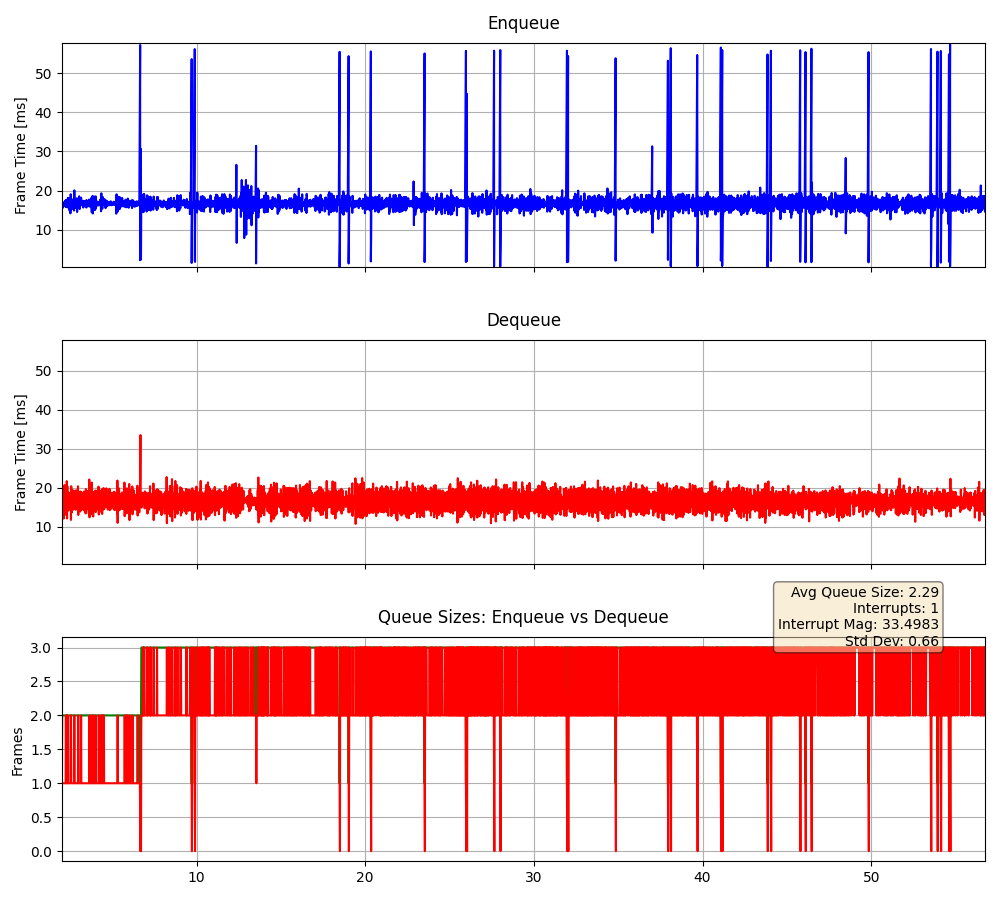 Enqueue
Frame Time [ms]
50
40
30
20
10
Dequeue
Frame Time [ms]
50
40
30
20
10
Avg Queue Size: 2.29
Interrupts: 1
Interrupt Mag: 33.4983
Std Dev: 0.66
Queue Sizes: Enqueue vs Dequeue
Frames
3.0
2.5
2.0
1.5
1.0
0.5
0.0
10 20 30 40 50